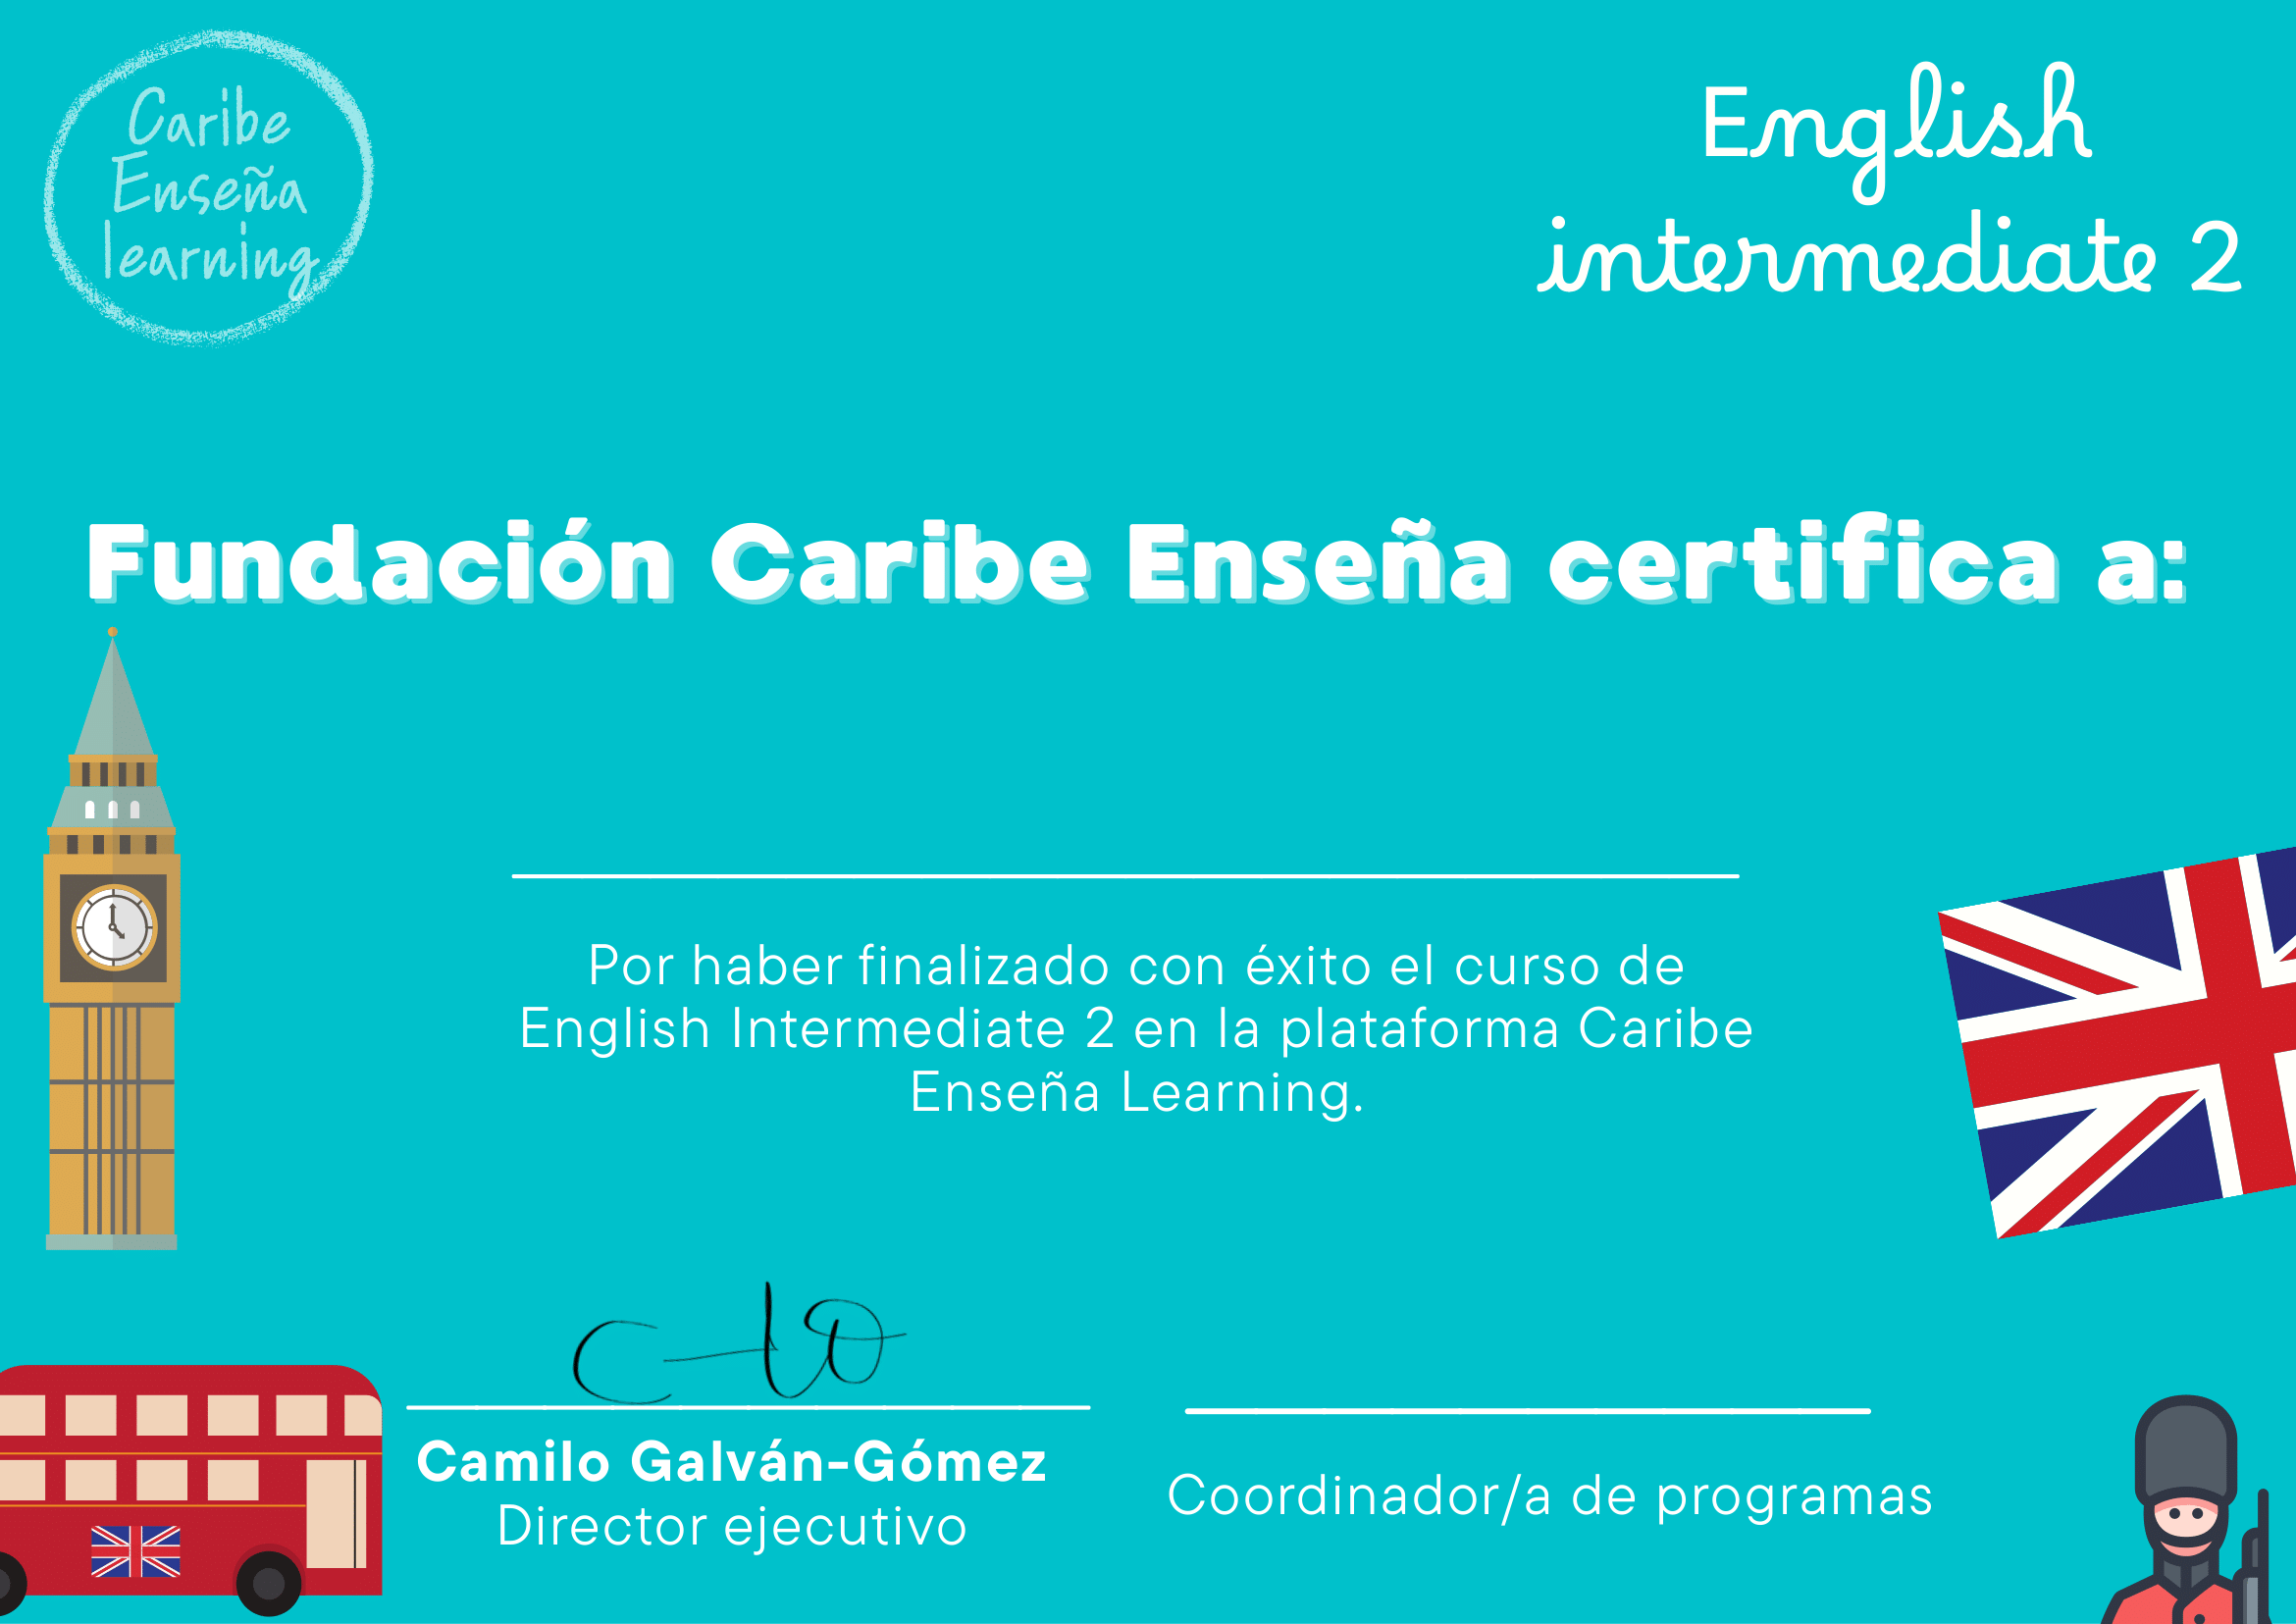 Caribe
Enseña
learning
English
intermediate 2
Fundación Caribe Enseña certifica a:
Por haber finalizado con éxito el curso de
English Intermediate 2 en la plataforma Caribe
Enseña Learning.
Camilo Galván-Gómez
Director ejecutivo
Coordinador/a de programas